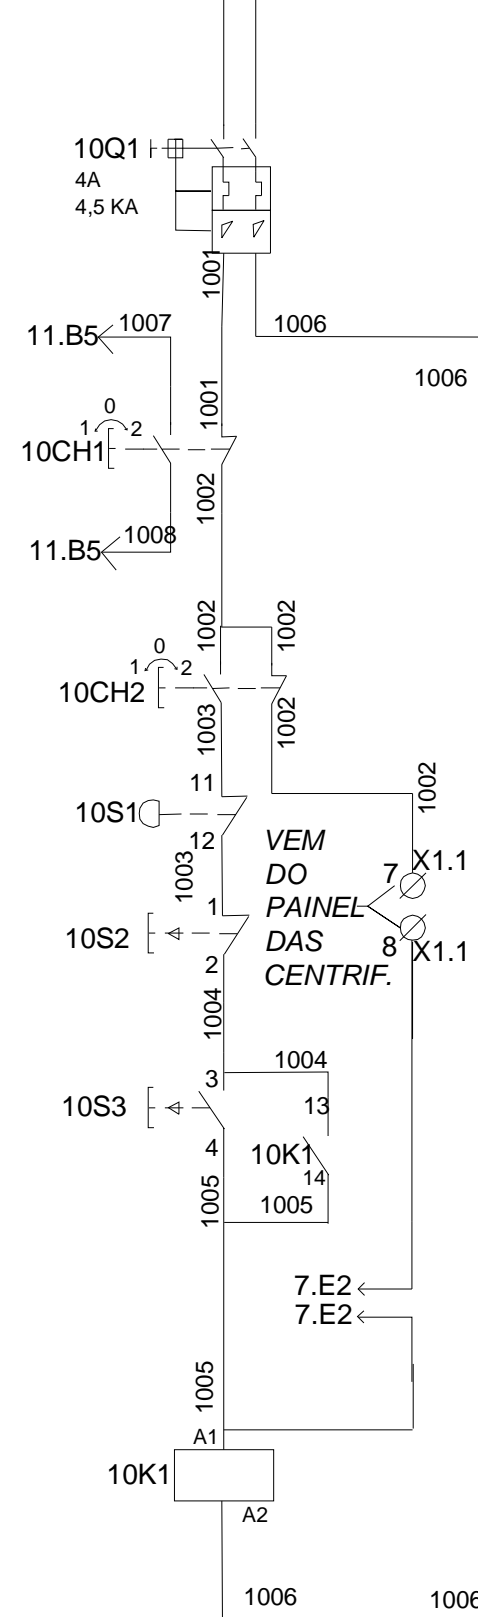 10Q1
4A
4,5 KA
1001
1006
1006
11.B5
1007
1001
0
1 2
10CH1
1002
11.B5
1008
1002
1002
0
1 2
10CH2
1003
1002
11
1002
10S1
12
VEM
DO
PAINEL
DAS
CENTRIF.
7
X1.1
8
X1.1
1003
1
10S2
2
1004
1004
3
13
10S3
4
10K1
14
1005
1005
7.E2
7.E2
1005
A1
10K1
A2
1006
1006